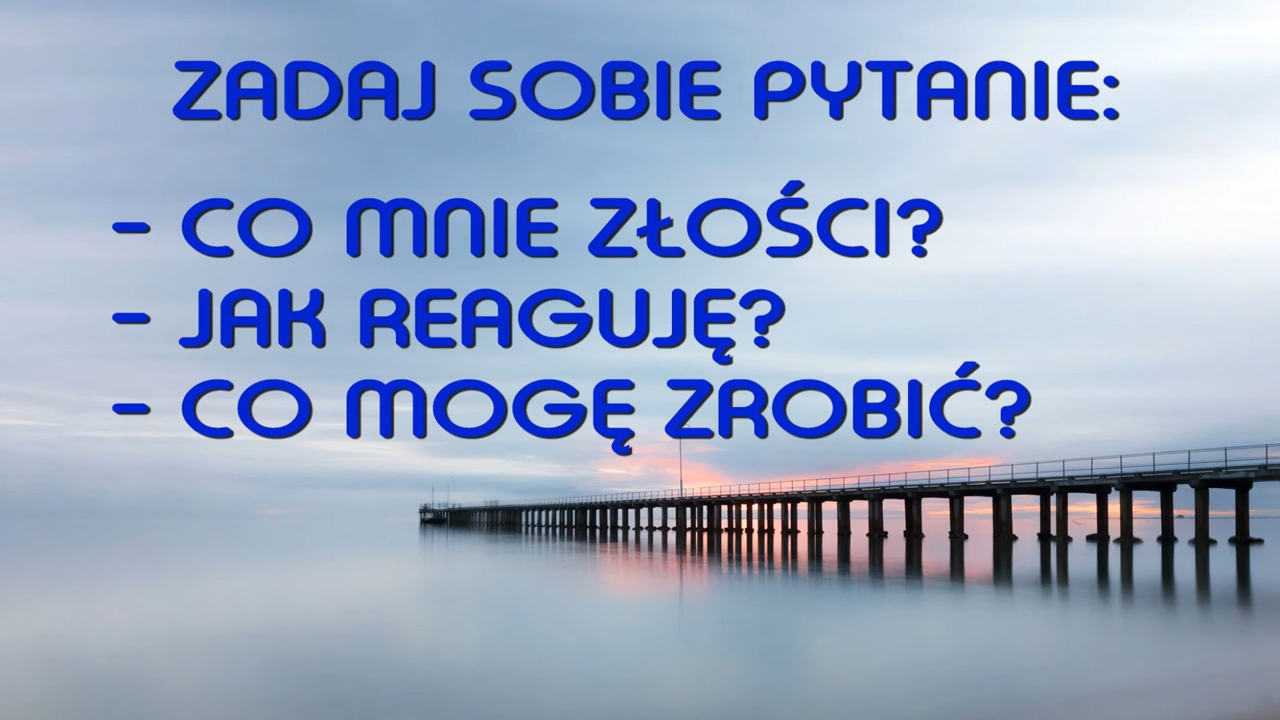 ZADAJ SOBIE PYTANIE:
- CO MNIE ZŁOŚCI?
- JAK REAGUJĘ?
- CO MOGĘ ZROBIĆ?